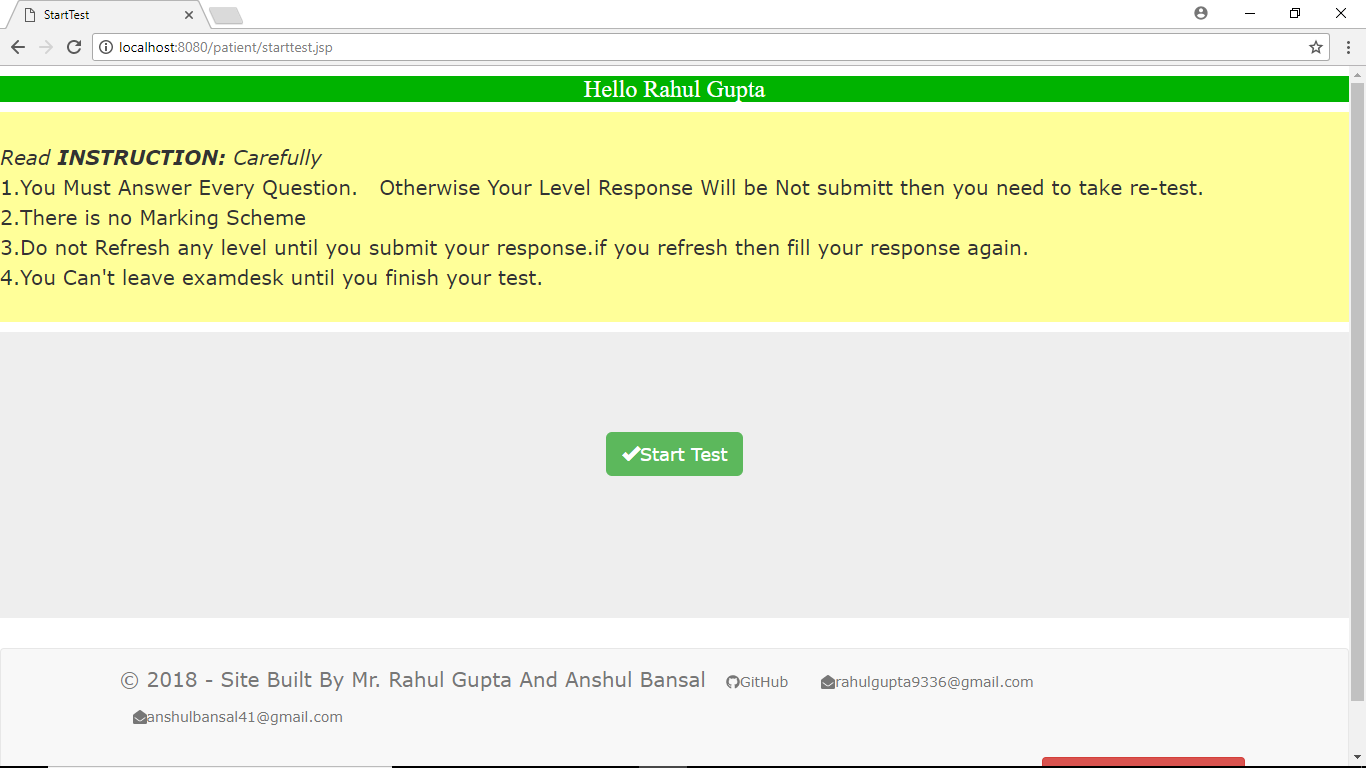 StartTest
localhost:8080/patient/starttest.jsp
Hello Rahul Gupta
Read INSTRUCTION: Carefully
1.You Must Answer Every Question.   Otherwise Your Level Response Will be Not submitt then you need to take re-test.
2.There is no Marking Scheme
3.Do not Refresh any level until you submit your response.if you refresh then fill your response again.
4.You Can't leave examdesk until you finish your test.
Start Test
© 2018 - Site Built By Mr. Rahul Gupta And Anshul Bansal GitHub rahulgupta9336@gmail.com
anshulbansal41@gmail.com